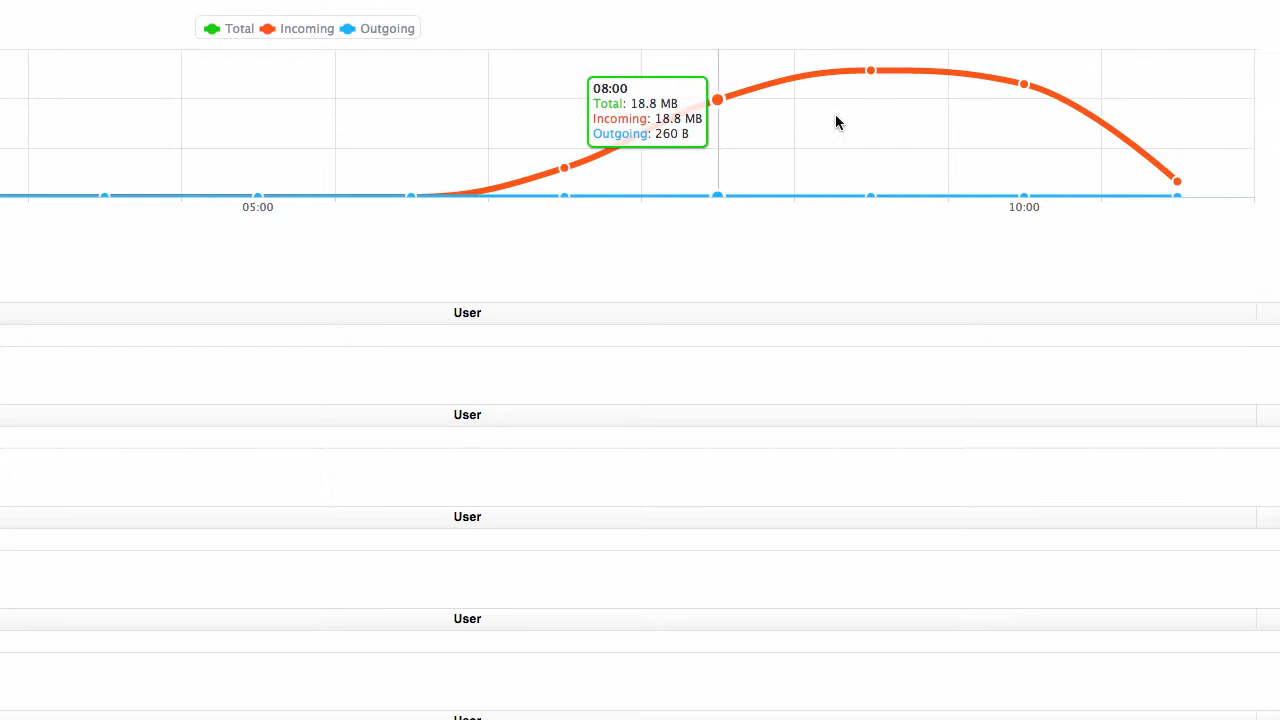 Total Incoming Outgoing
08:00
Total: 18.8 MB
Incoming: 18.8 MB
Outgoing: 260 B
05:00 10:00
User
User
User
User
User